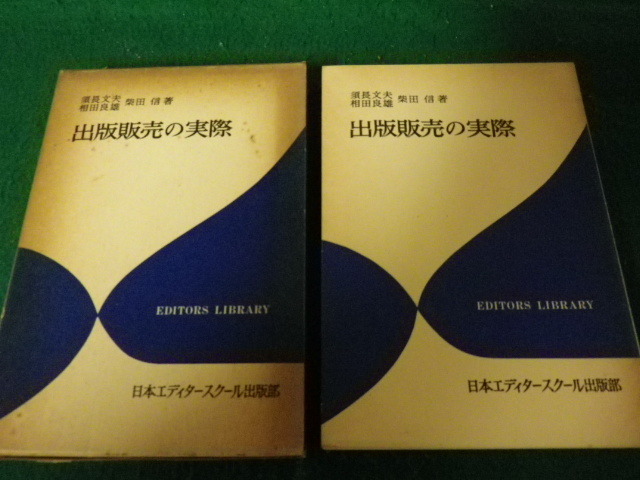 須長文夫
相田良雄 柴田 信 著
出版販売の実際
EDITORS LIBRARY
日本エディタースクール出版部
須長文夫
相田良雄 柴田 信 著
出版販売の実際
EDITORS LIBRARY
日本エディタースクール出版部